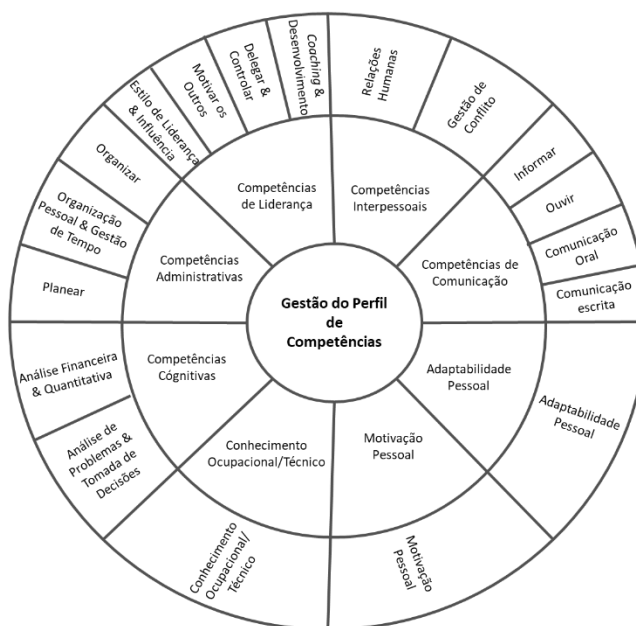 Gestão do Perfil
de
Competências
Competências
de Liderança
Competências
Interpessoais
Competências de
Comunicação
Adaptabilidade
Pessoal
Motivação
Pessoal
Conhecimento
Ocupacional/Técnico
Competências
Cógnitivas
Competências
Administrativas
Estilo de Liderança
& Influência
Motivar os
Outros
Delegar &
Controlar
Coaching &
Desenvolvimento
Relações
Humanas
Gestão de
Conflito
Informar
Ouvir
Comunicação
Oral
Comunicação
escrita
Adaptabilidade
Pessoal
Motivação
Pessoal
Conhecimento
Ocupacional/
Técnico
Análise de
Problemas &
Tomada de
Decisões
Análise Financeira
& Quantitativa
Planear
Organização
Pessoal & Gestão
de Tempo
Organizar